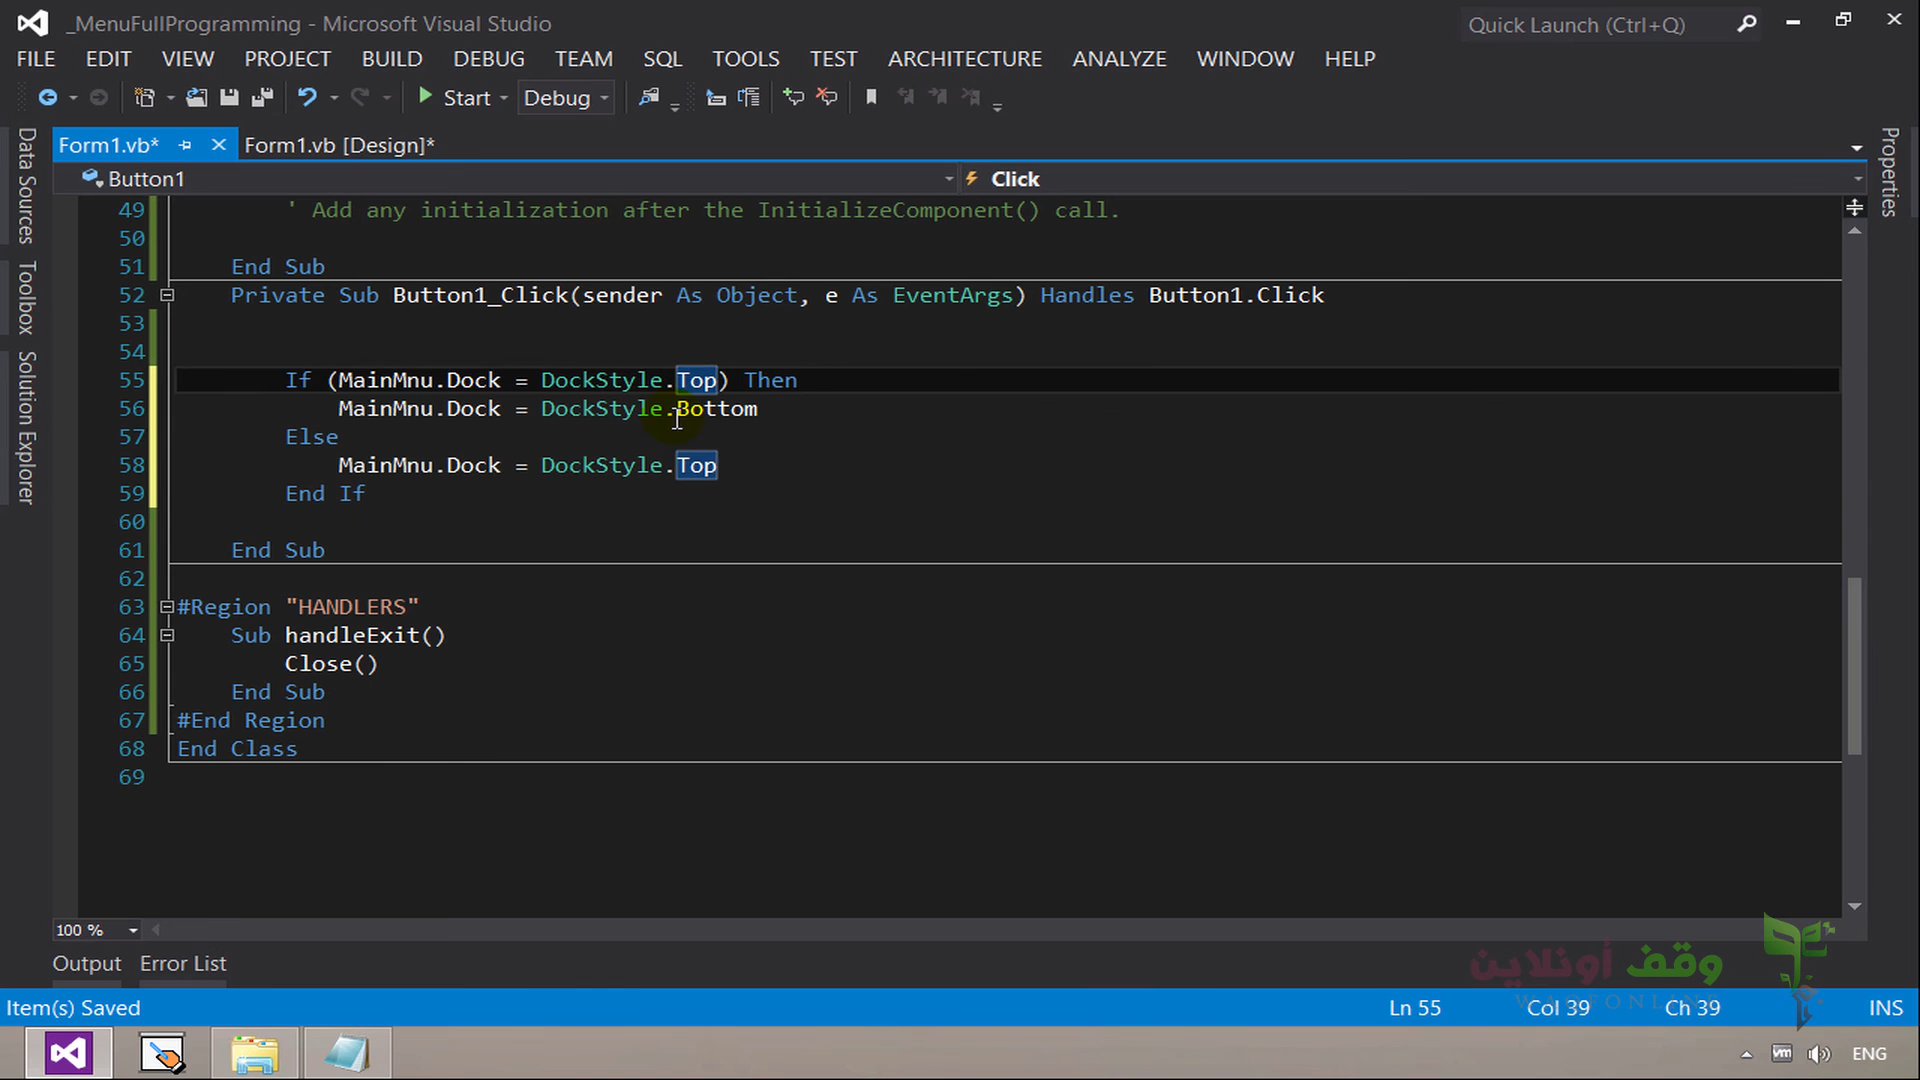 _MenuFullProgramming - Microsoft Visual Studio
Quick Launch (Ctrl+Q)
FILE EDIT VIEW PROJECT BUILD DEBUG TEAM SQL TOOLS TEST ARCHITECTURE ANALYZE WINDOW HELP
Start Debug
Form1.vb* Form1.vb [Design]*
Button1 Click
Data Sources
Toolbox
Solution Explorer
Properties
49 ' Add any initialization after the InitializeComponent() call.
50
51 End Sub
52 Private Sub Button1_Click(sender As Object, e As EventArgs) Handles Button1.Click
53
54
55 If (MainMnu.Dock = DockStyle.Top) Then
56 MainMnu.Dock = DockStyle.Bottom
57 Else
58 MainMnu.Dock = DockStyle.Top
59 End If
60
61 End Sub
62
63 #Region "HANDLERS"
64 Sub handleExit()
65 Close()
66 End Sub
67 #End Region
68 End Class
69
100 %
Output Error List
وقف أونلاين
WAQFONLINE
Item(s) Saved Ln 55 Col 39 Ch 39 INS
vm ENG